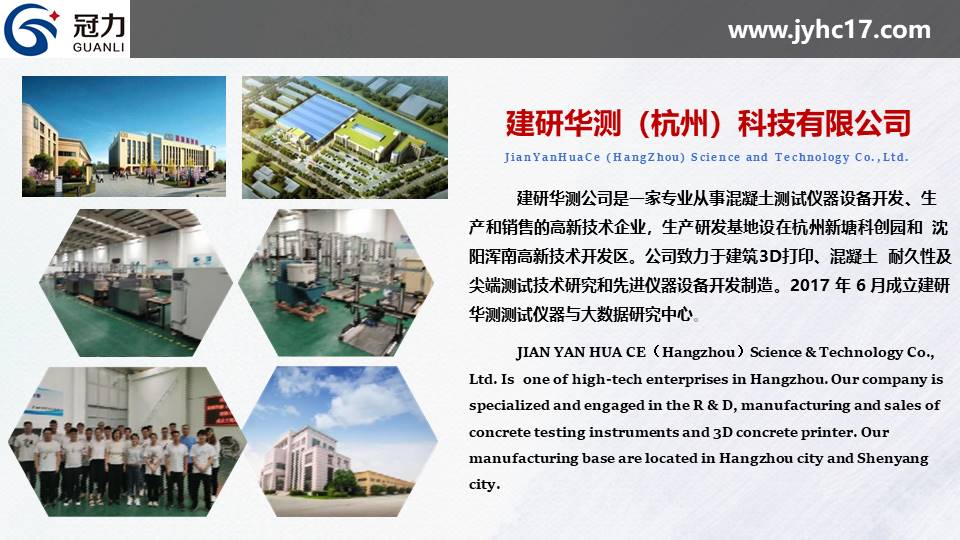 冠力
GUANLI
www.jyhc17.com
建研华测（杭州）科技有限公司
JianYanHuaCe (HangZhou) Science and Technology Co.,Ltd.
建研华测公司是一家专业从事混凝土测试仪器设备开发、生
产和销售的高新技术企业，生产研发基地设在杭州新塘科创园和 沈
阳浑南高新技术开发区。公司致力于建筑3D打印、混凝土 耐久性及
尖端测试技术研究和先进仪器设备开发制造。2017 年 6 月成立建研
华测测试仪器与大数据研究中心。
JIAN YAN HUA CE（Hangzhou）Science & Technology Co.,
Ltd. Is one of high-tech enterprises in Hangzhou. Our company is
specialized and engaged in the R & D, manufacturing and sales of
concrete testing instruments and 3D concrete printer. Our
manufacturing base are located in Hangzhou city and Shenyang
city.